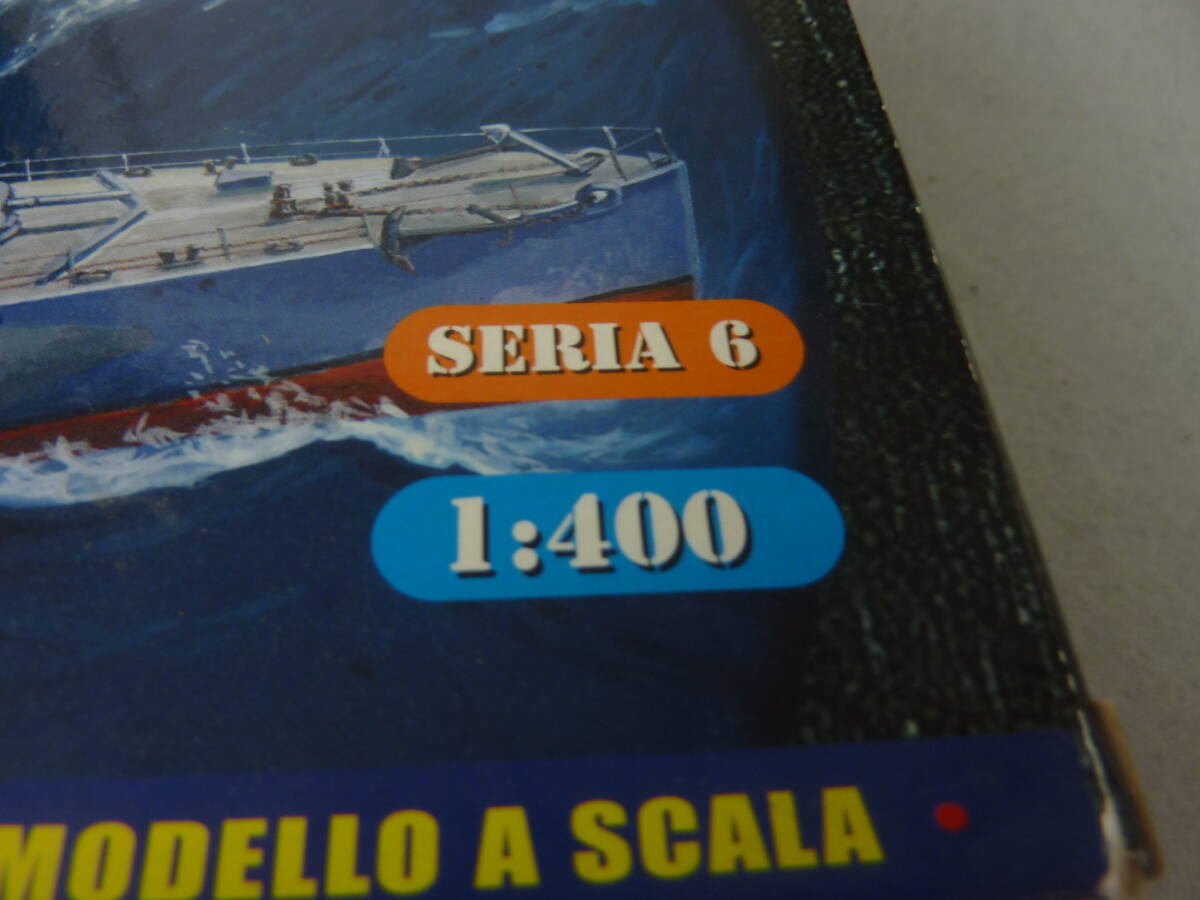 SERIA 6
1:400
MODELLO A SCALA •